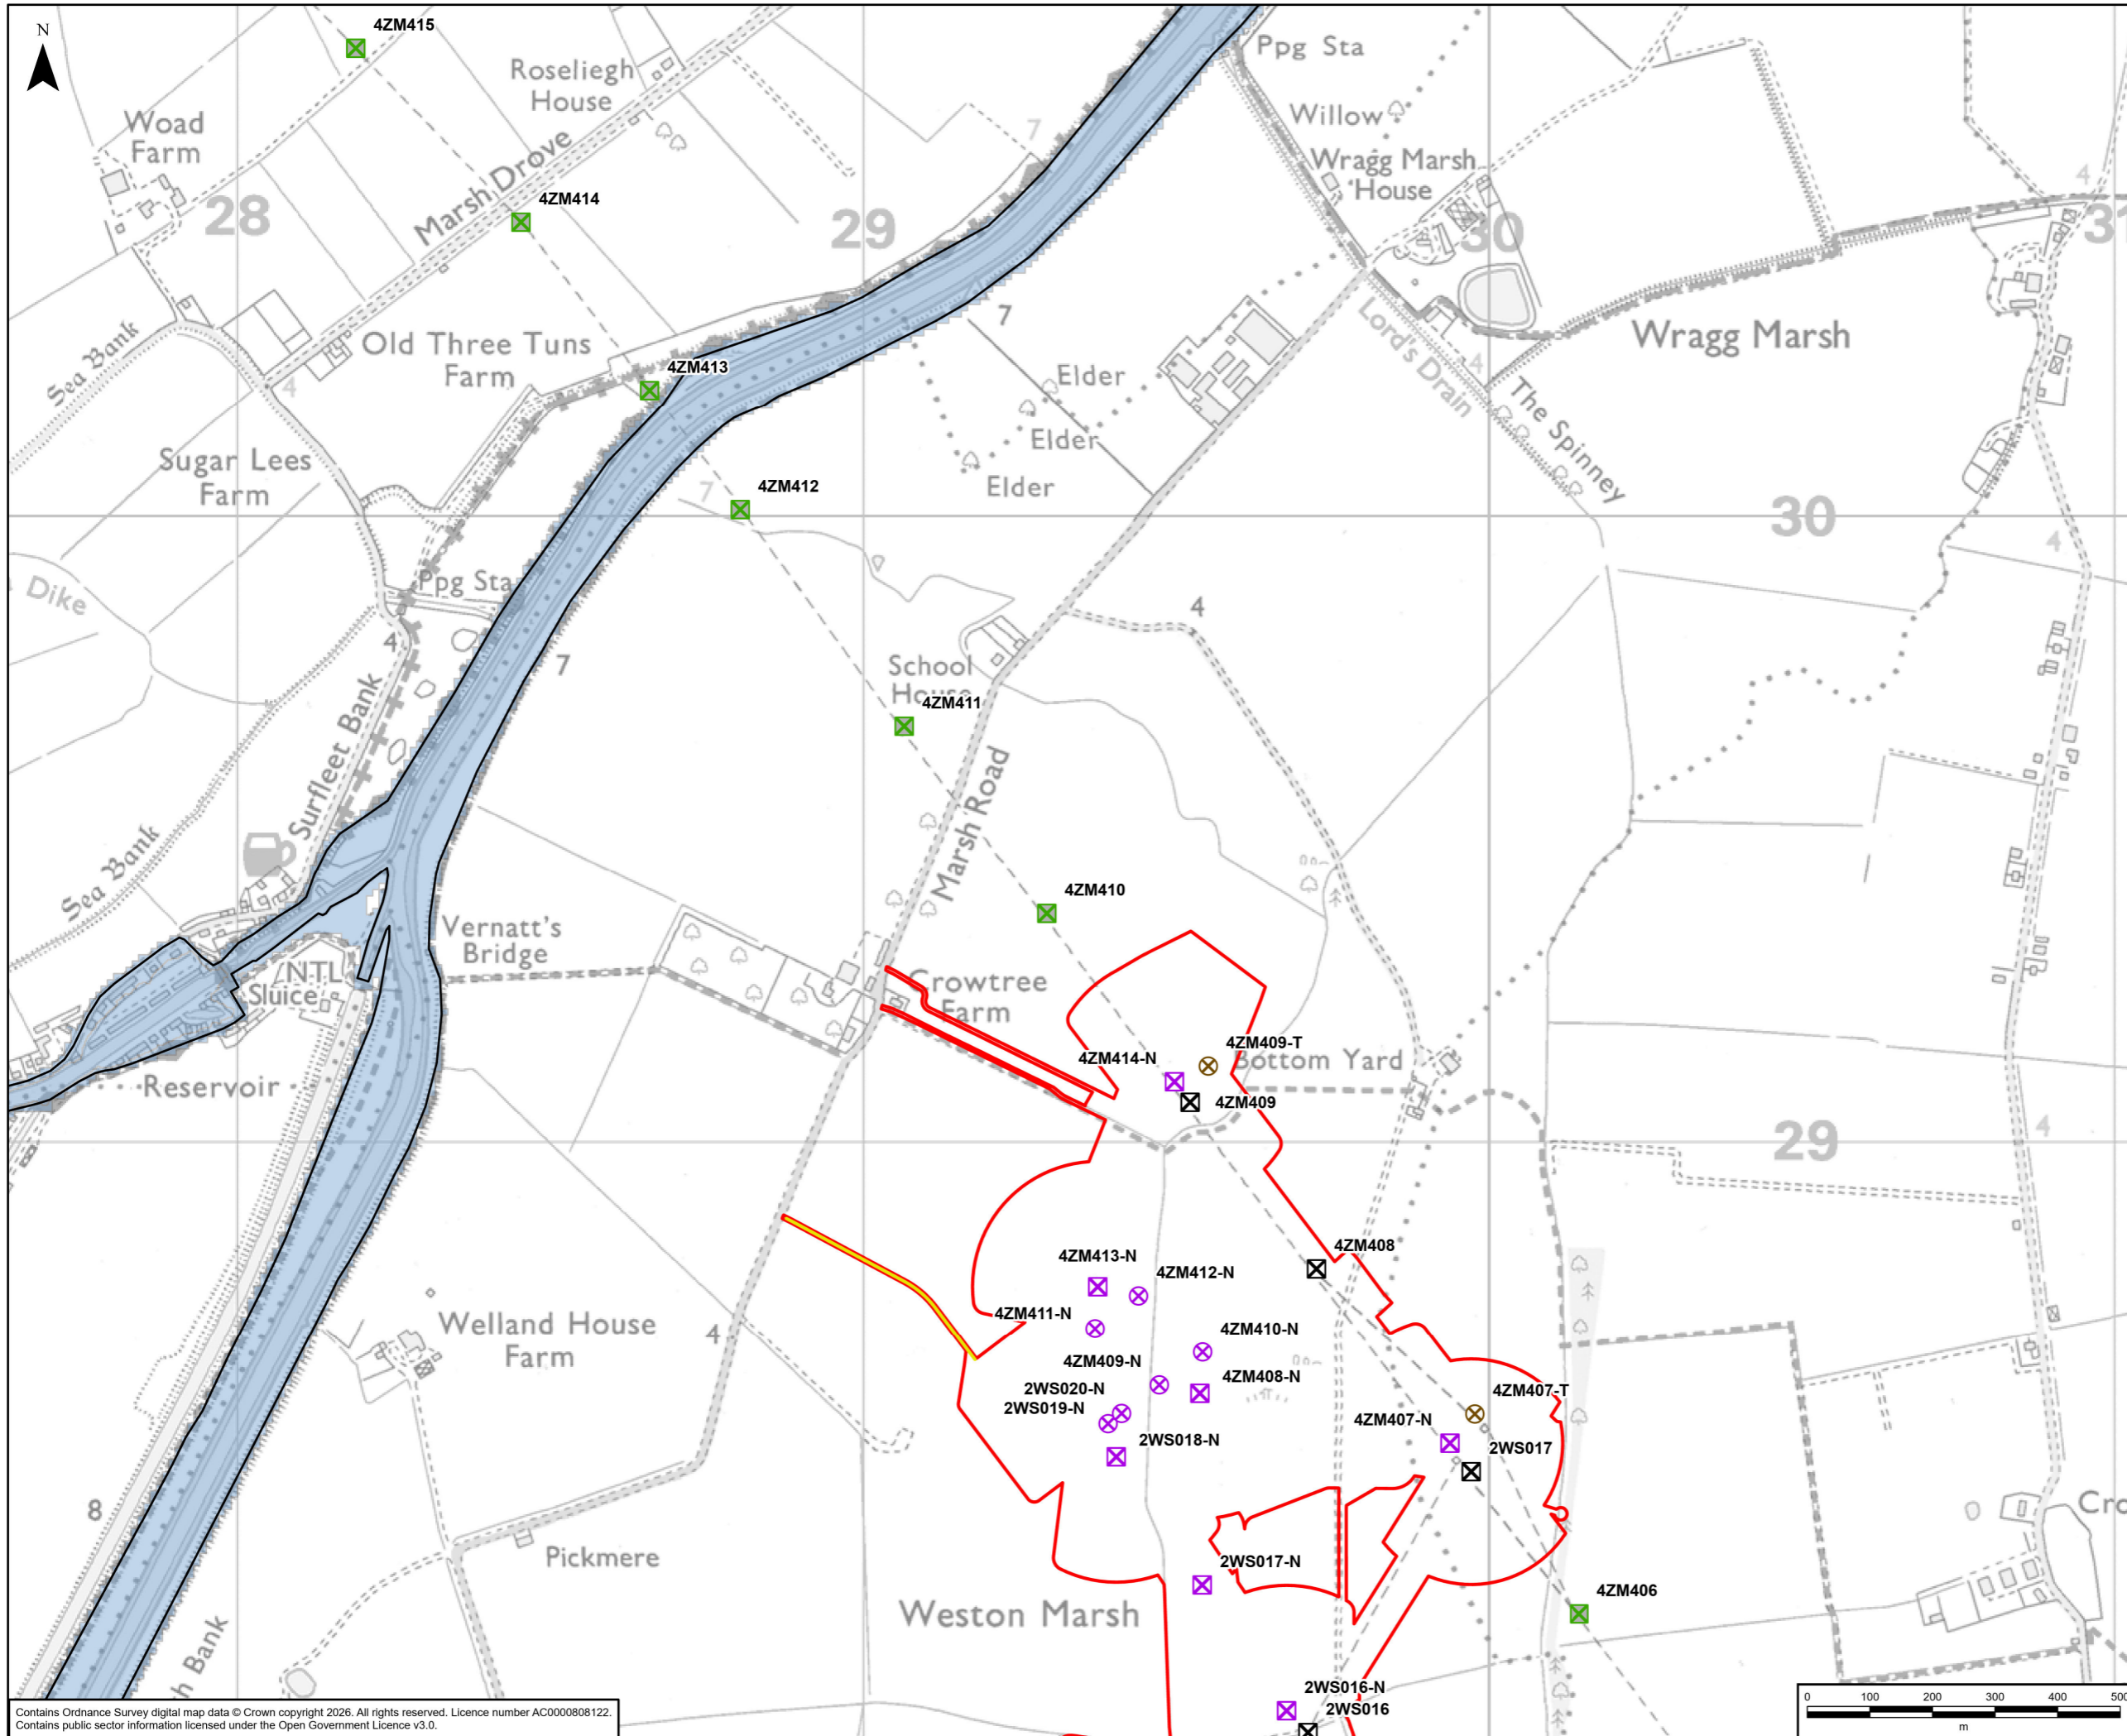 4ZM415
N
Ppg Sta
Roseliegh
House
Woad
Farm
Willow
7
Wragg Marsh
House
Marsh Drove
4ZM414
4
28
29
30
31
Old Three Tuns
Farm
7
Lord's Drain
Wragg Marsh
Sea Bank
4ZM413
4
Elder
4
The Spinney
Elder
Sugar Lees
Farm
Elder
7
4ZM412
30
4
Dike
Ppg Sta
4
4
7
School
House
4ZM411
Surfleet Bank
Marsh Road
Sea Bank
4ZM410
Vernatt's
Bridge
NTL
Sluice
Crowtree
Farm
4ZM409-T
4ZM414-N
Bottom Yard
Reservoir
4ZM409
29
4
4ZM408
4ZM413-N
4ZM412-N
4ZM411-N
Welland House
Farm
4
4ZM410-N
4ZM409-N
4ZM408-N
2WS020-N
2WS019-N
4ZM407-T
4ZM407-N
2WS018-N
2WS017
8
Cro
Pickmere
2WS017-N
4ZM406
Weston Marsh
h Bank
2WS016-N
2WS016
Contains Ordnance Survey digital map data © Crown copyright 2026. All rights reserved. Licence number AC0000808122.
Contains public sector information licensed under the Open Government Licence v3.0.
0 100 200 300 400 500
m